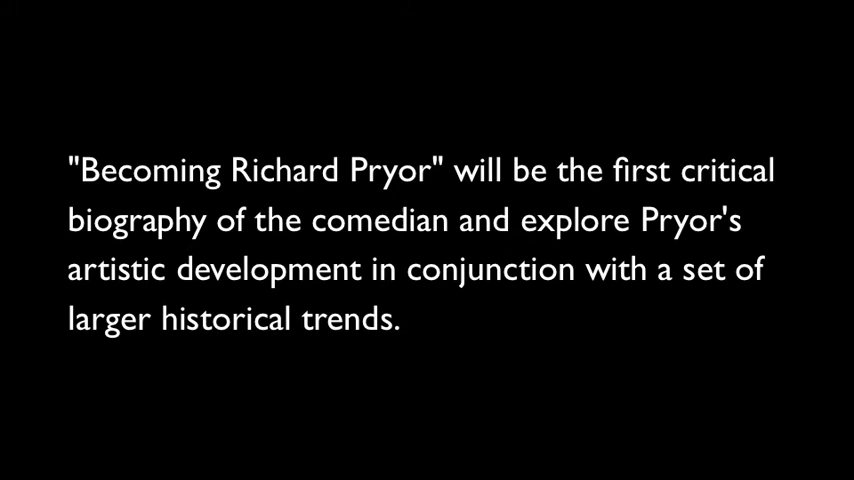 "Becoming Richard Pryor" will be the first critical
biography of the comedian and explore Pryor's
artistic development in conjunction with a set of
larger historical trends.